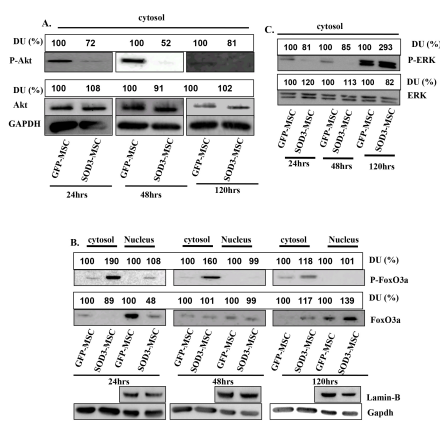 A.
cytosol
DU (%) 100 72 100 52 100 81
P-Akt
100 108 100 91 100 102
DU (%)
Akt
GAPDH
GFP-MSC SOD3-MSC GFP-MSC SOD3-MSC GFP-MSC SOD3-MSC
24hrs 48hrs 120hrs
C.
cytosol
100 81 100 85 100 293 DU (%)
P-ERK
100 120 100 113 100 82 DU (%)
ERK
GFP-MSC SOD3-MSC GFP-MSC SOD3-MSC GFP-MSC SOD3-MSC
24hrs 48hrs 120hrs
B.
cytosol Nucleus cytosol Nucleus cytosol Nucleus
100 190 100 108 100 160 100 99 100 118 100 101 DU (%)
P-FoxO3a
100 89 100 48 100 101 100 99 100 117 100 139 DU (%)
FoxO3a
GFP-MSC SOD3-MSC GFP-MSC SOD3-MSC GFP-MSC SOD3-MSC GFP-MSC SOD3-MSC GFP-MSC SOD3-MSC GFP-MSC SOD3-MSC
24hrs 48hrs 120hrs
Lamin-B
Gapdh